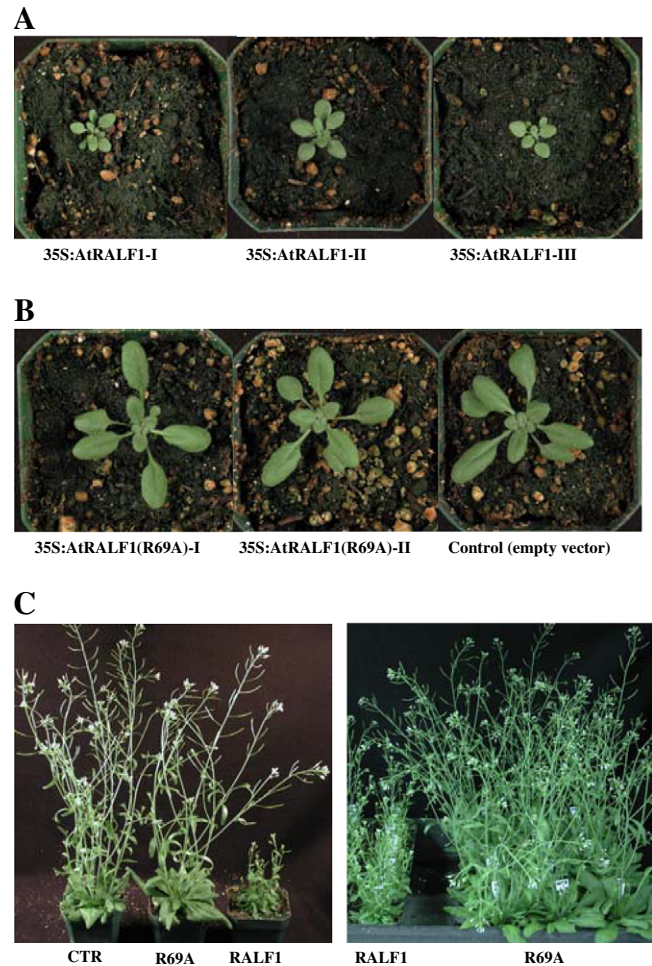 A
35S:AtRALF1-I 35S:AtRALF1-II 35S:AtRALF1-III
B
35S:AtRALF1(R69A)-I 35S:AtRALF1(R69A)-II Control (empty vector)
C
CTR R69A RALF1 RALF1 R69A